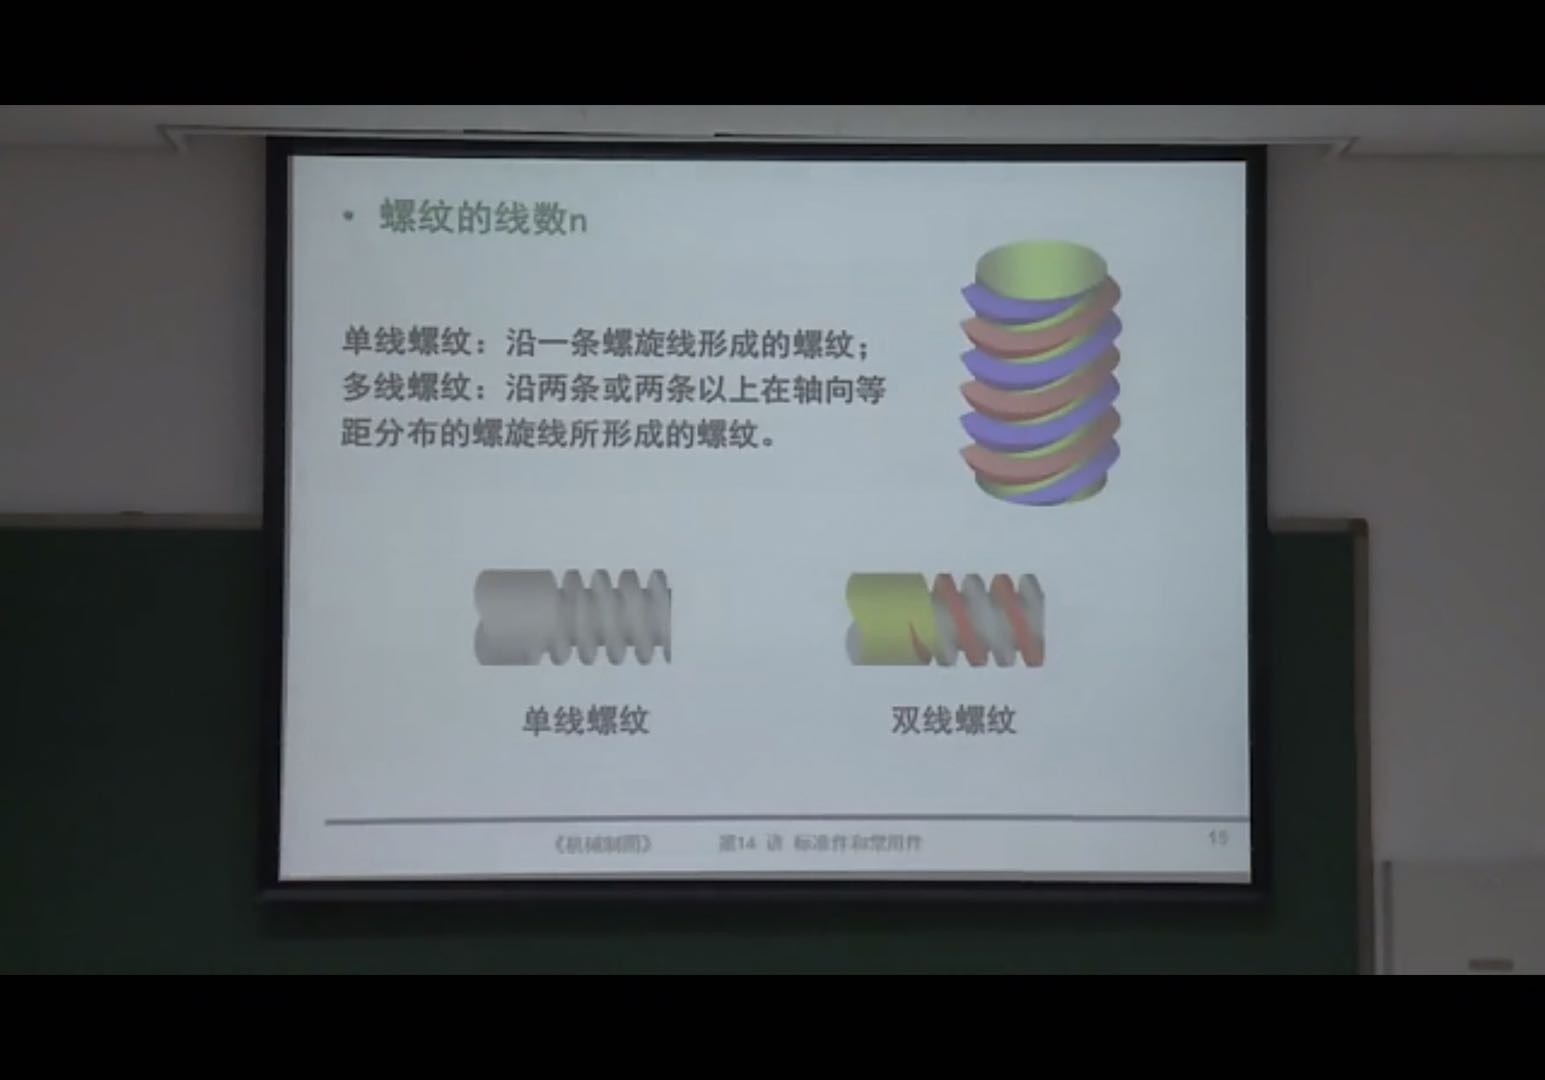 • 螺纹的线数n
单线螺纹：沿一条螺旋线形成的螺纹；
多线螺纹：沿两条或两条以上在轴向等
距分布的螺旋线所形成的螺纹。
单线螺纹
双线螺纹
《机械制图》 第14 讲 标准件和常用件 15